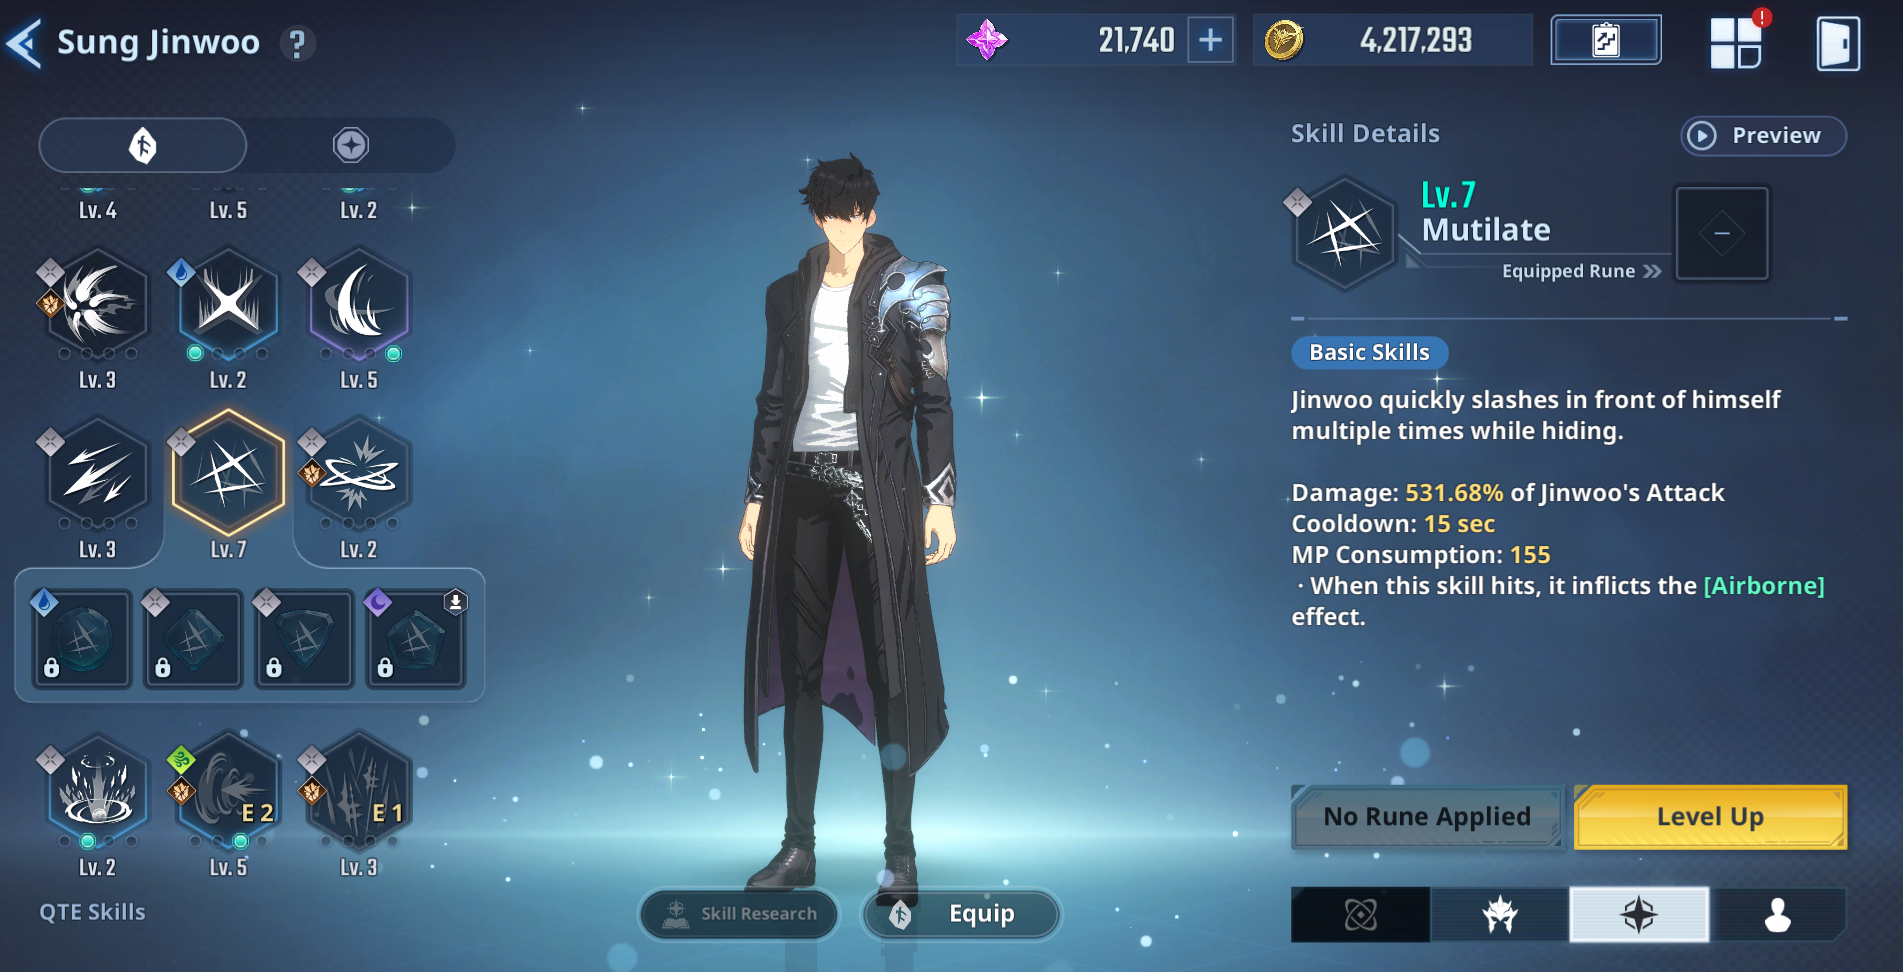 Sung Jinwoo ?
21,740
4,217,293
Lv. 4 Lv. 5 Lv. 2
Lv. 3 Lv. 2 Lv. 5
Lv. 3 Lv. 7 Lv. 2
E 2 E 1
Lv. 2 Lv. 5 Lv. 3
QTE Skills
Skill Research
Equip
Skill Details
Preview
Lv.7
Mutilate
Equipped Rune
Basic Skills
Jinwoo quickly slashes in front of himself
multiple times while hiding.
Damage: 531.68% of Jinwoo's Attack
Cooldown: 15 sec
MP Consumption: 155
· When this skill hits, it inflicts the [Airborne]
effect.
No Rune Applied
Level Up